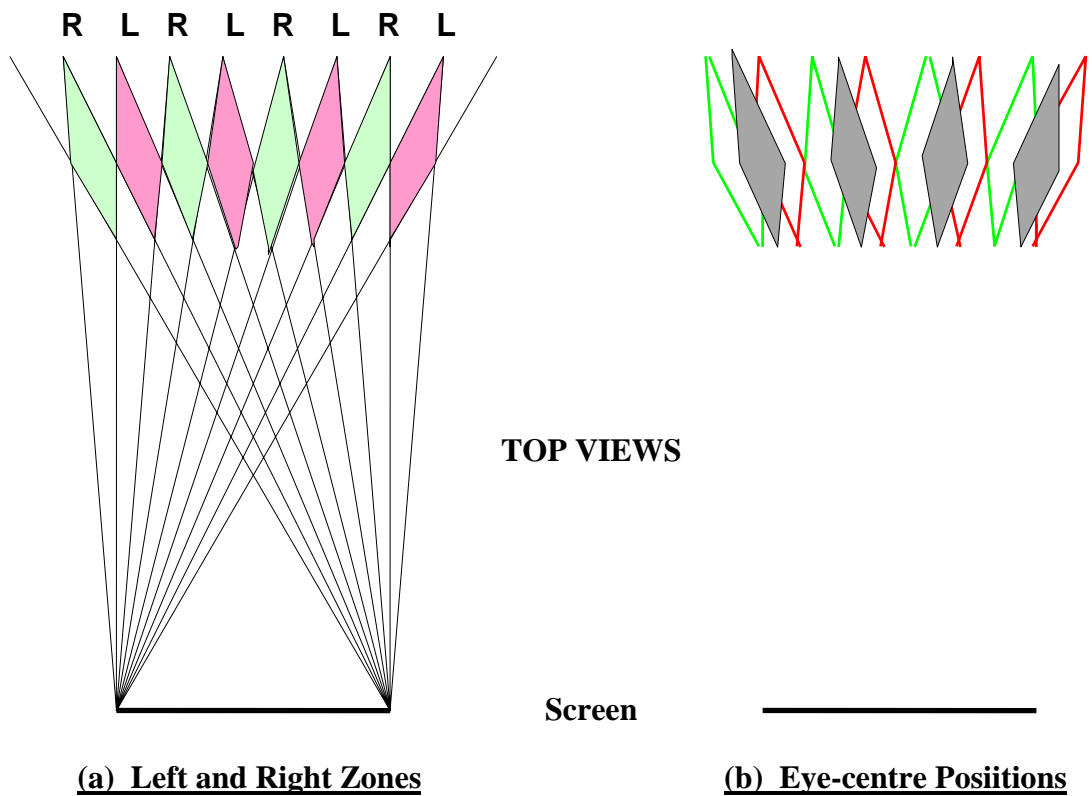 R L R L R L R L
TOP VIEWS
Screen
(a) Left and Right Zones
(b) Eye-centre Posiitions